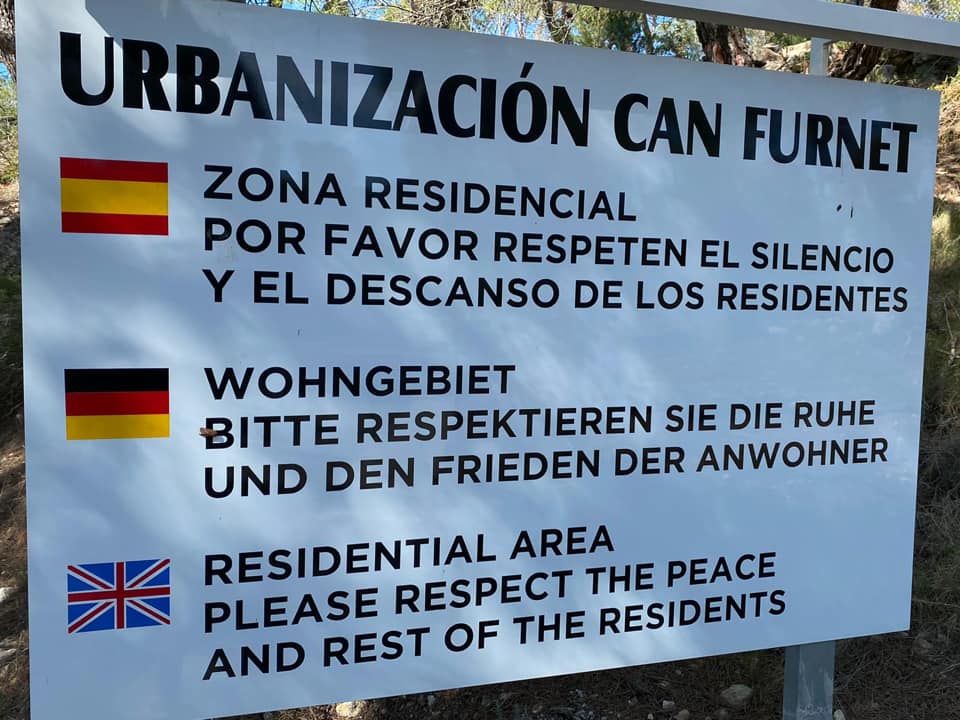 URBANIZACIÓN CAN FURNET
ZONA RESIDENCIAL
POR FAVOR RESPETEN EL SILENCIO
Y EL DESCANSO DE LOS RESIDENTES
WOHNGEBIET
BITTE RESPEKTIEREN SIE DIE RUHE
UND DEN FRIEDEN DER ANWOHNER
RESIDENTIAL AREA
PLEASE RESPECT THE PEACE
AND REST OF THE RESIDENTS